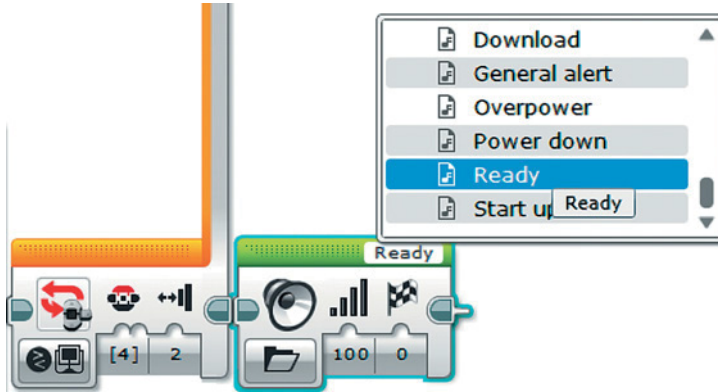 Download
General alert
Overpower
Power down
Ready
Start up
Ready
Ready
[4] 2
100 0